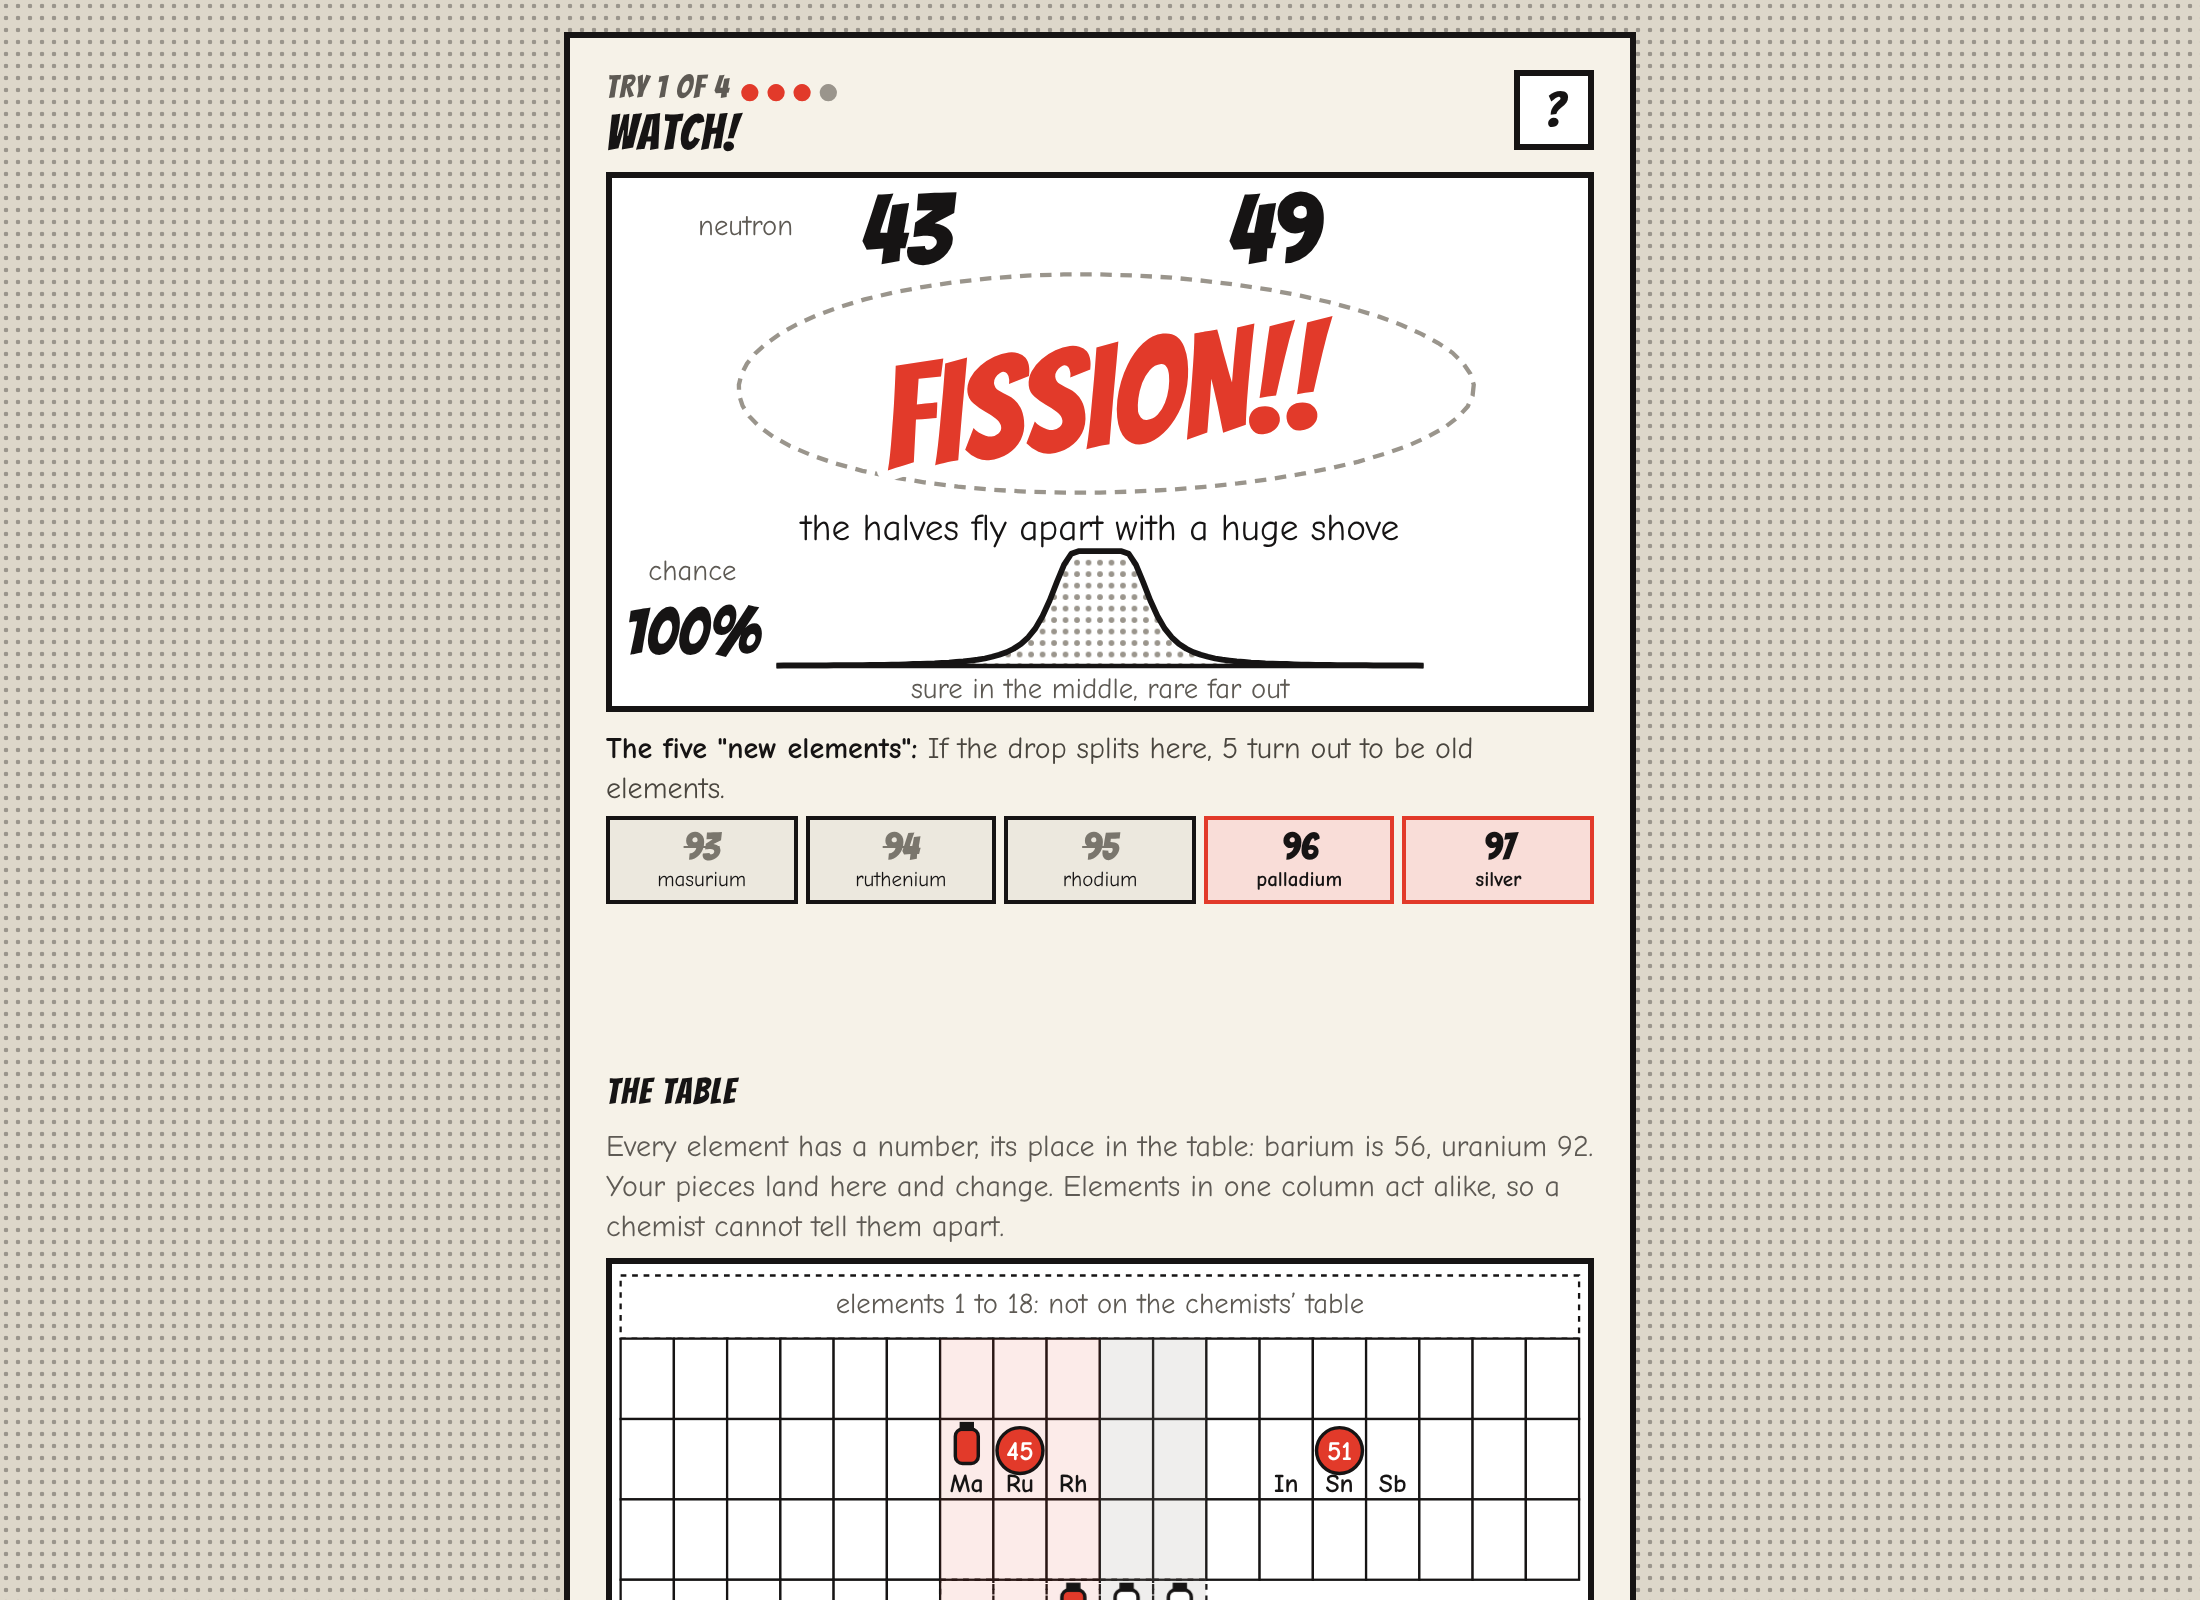 TRY 1 OF 4
WATCH!
?
neutron 43 49
FISSION!!
the halves fly apart with a huge shove
chance
100%
sure in the middle, rare far out
The five "new elements": If the drop splits here, 5 turn out to be old
elements.
93 94 95 96 97
masurium ruthenium rhodium palladium silver
THE TABLE
Every element has a number, its place in the table: barium is 56, uranium 92.
Your pieces land here and change. Elements in one column act alike, so a
chemist cannot tell them apart.
elements 1 to 18: not on the chemists' table
45 51
Ma Ru Rh In Sn Sb